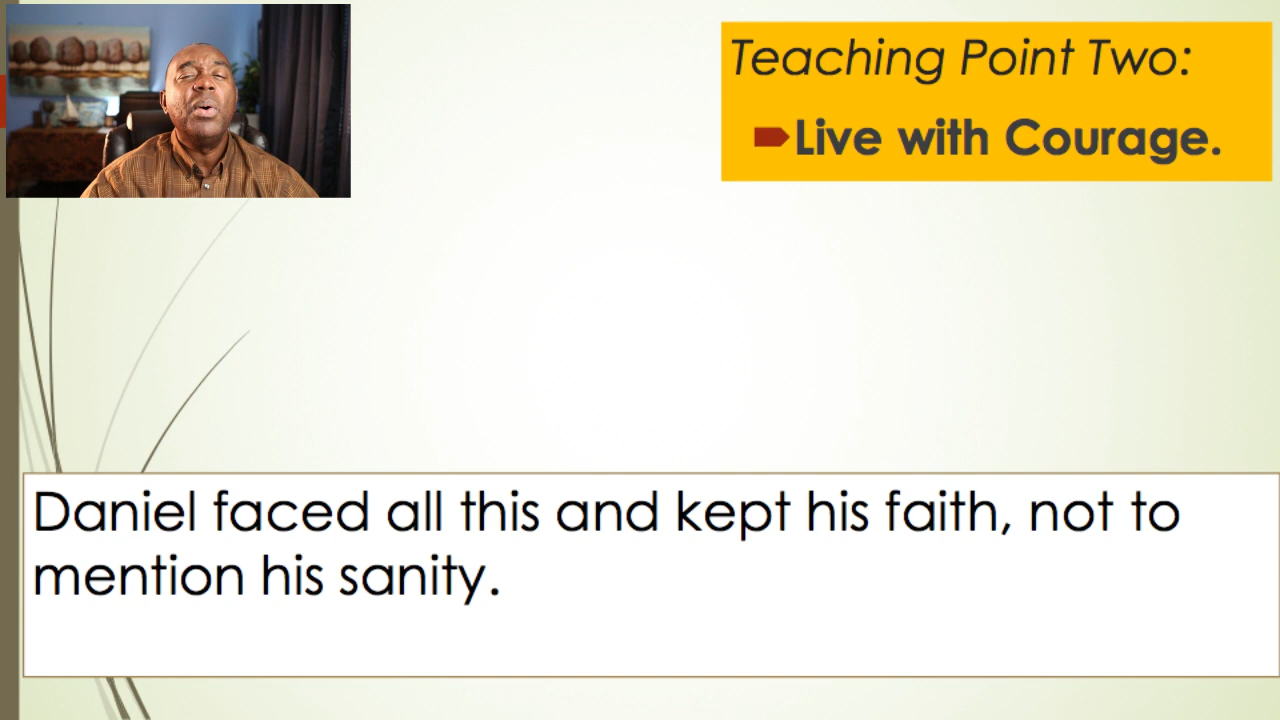 Teaching Point Two:
Live with Courage.
Daniel faced all this and kept his faith, not to
mention his sanity.